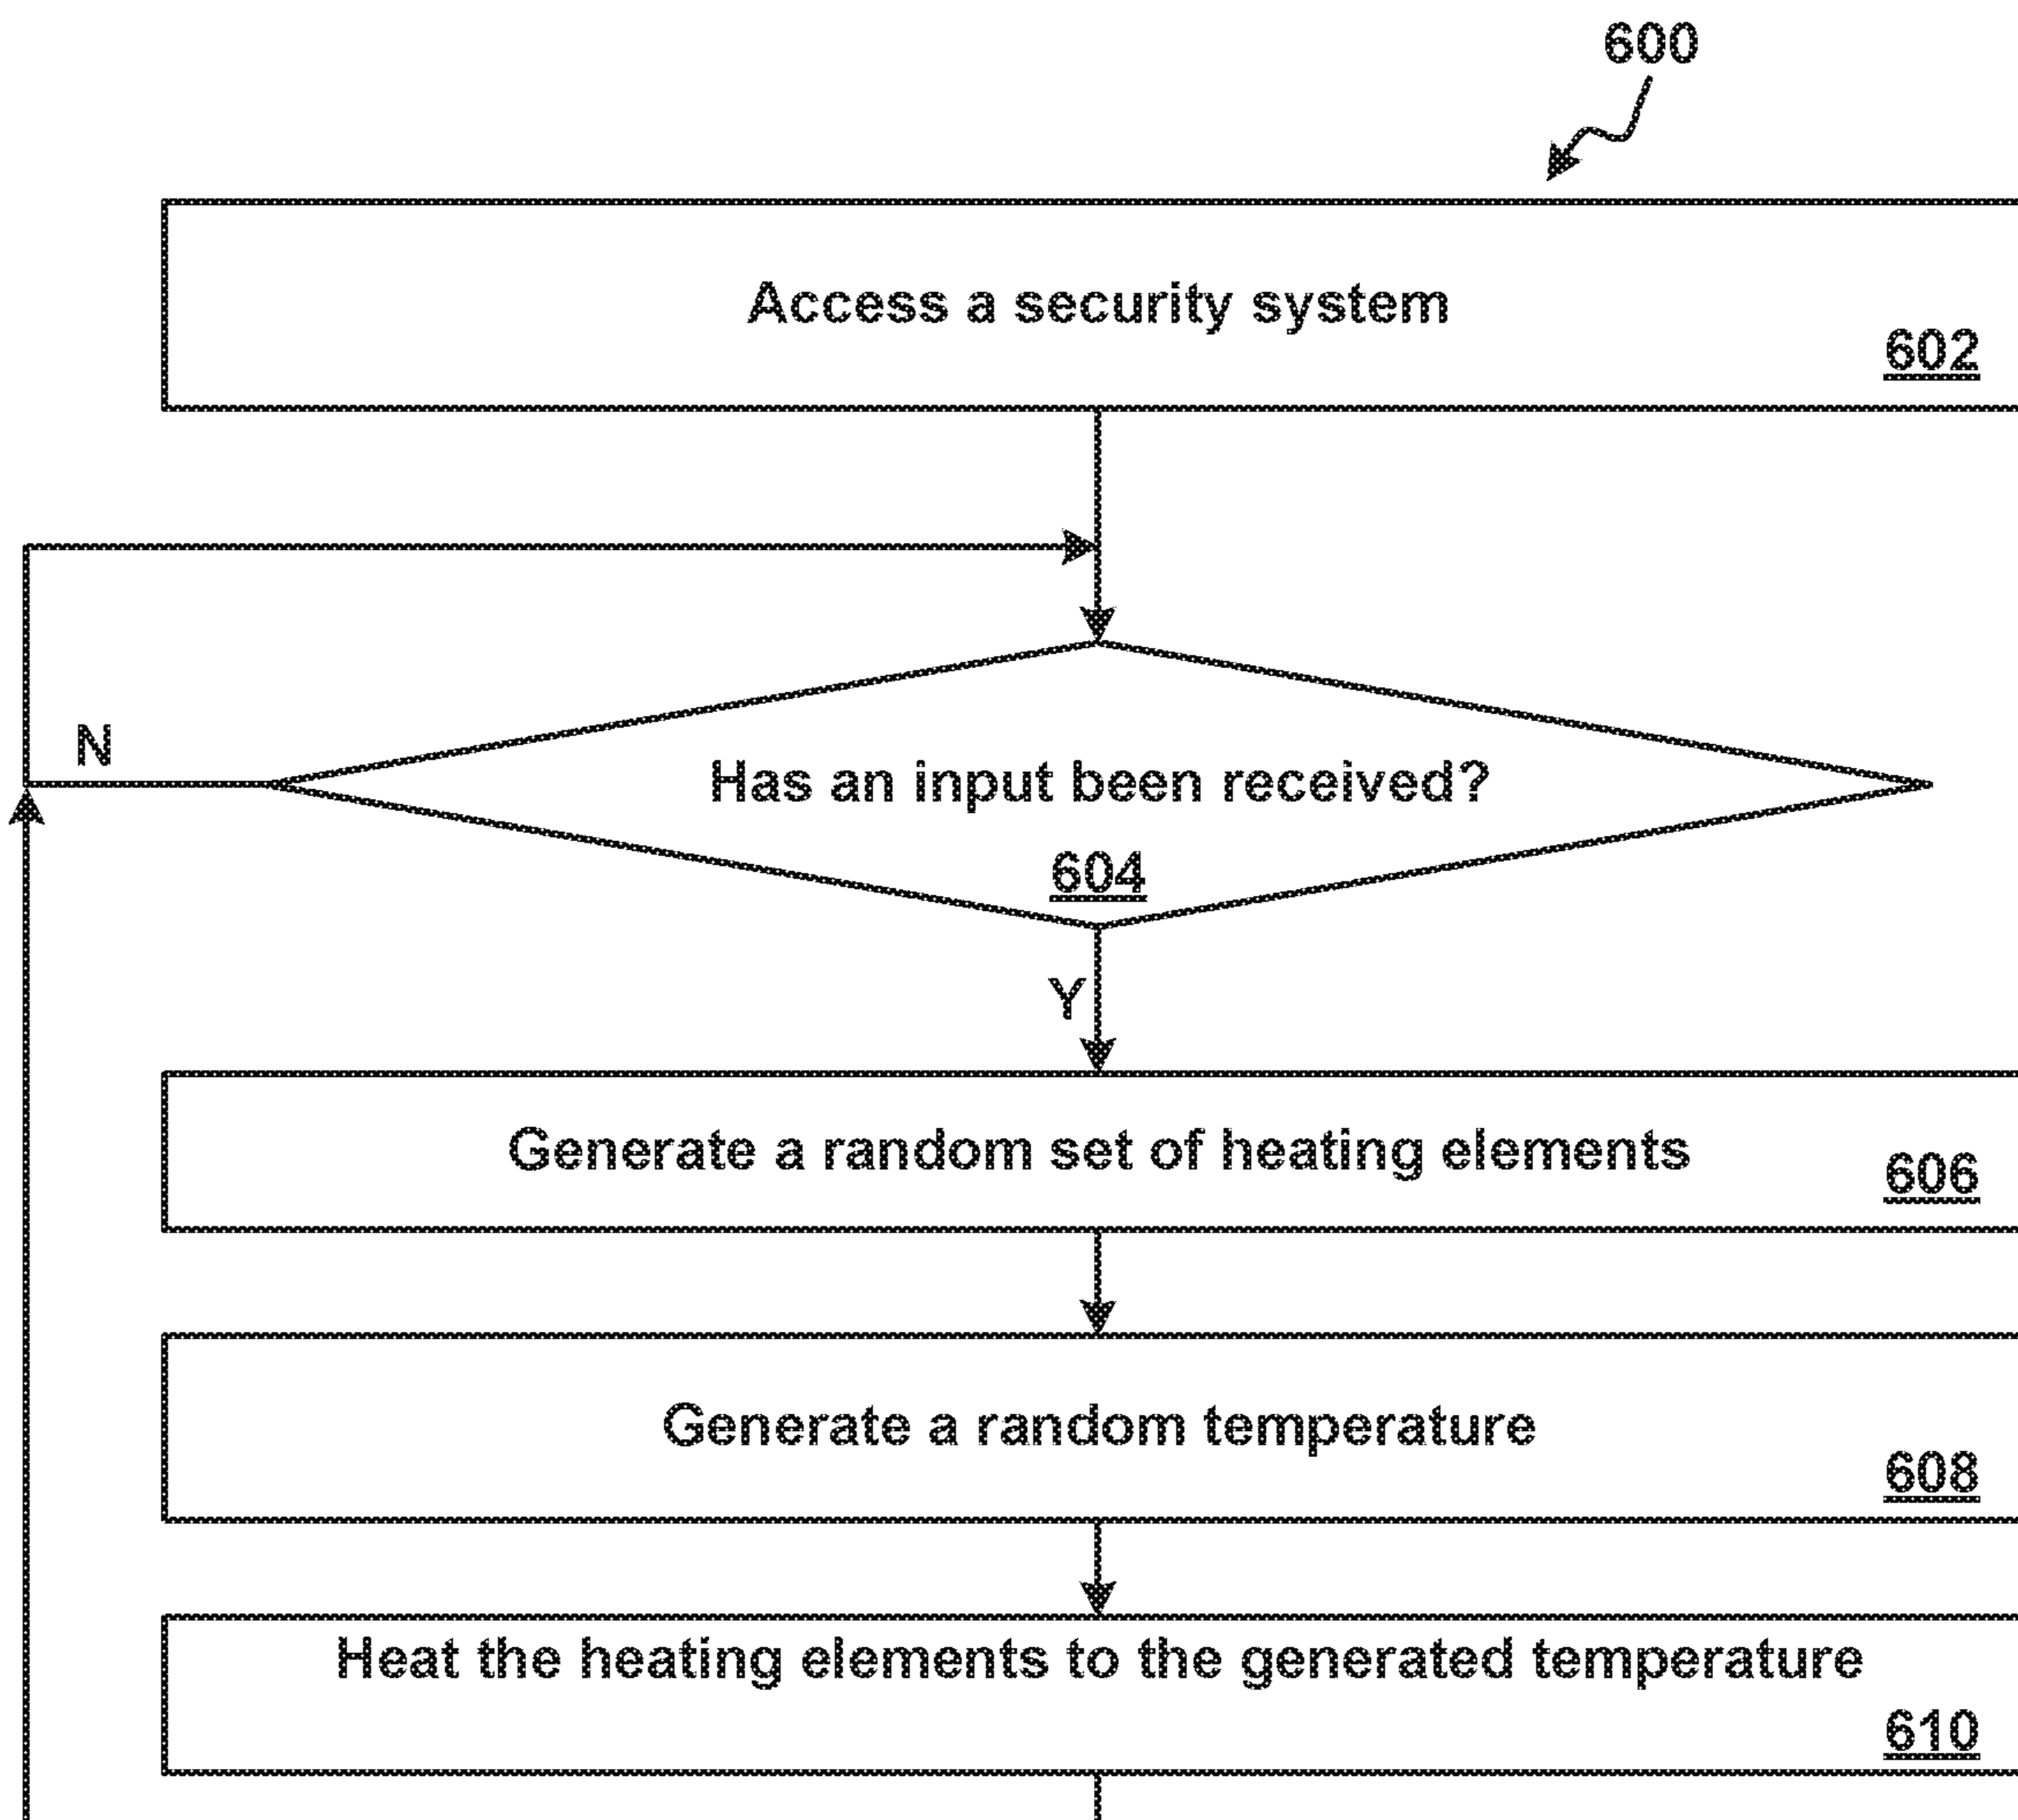 600
Access a security system
602
N
Has an input been received?
604
Y
Generate a random set of heating elements
606
Generate a random temperature
608
Heat the heating elements to the generated temperature
610